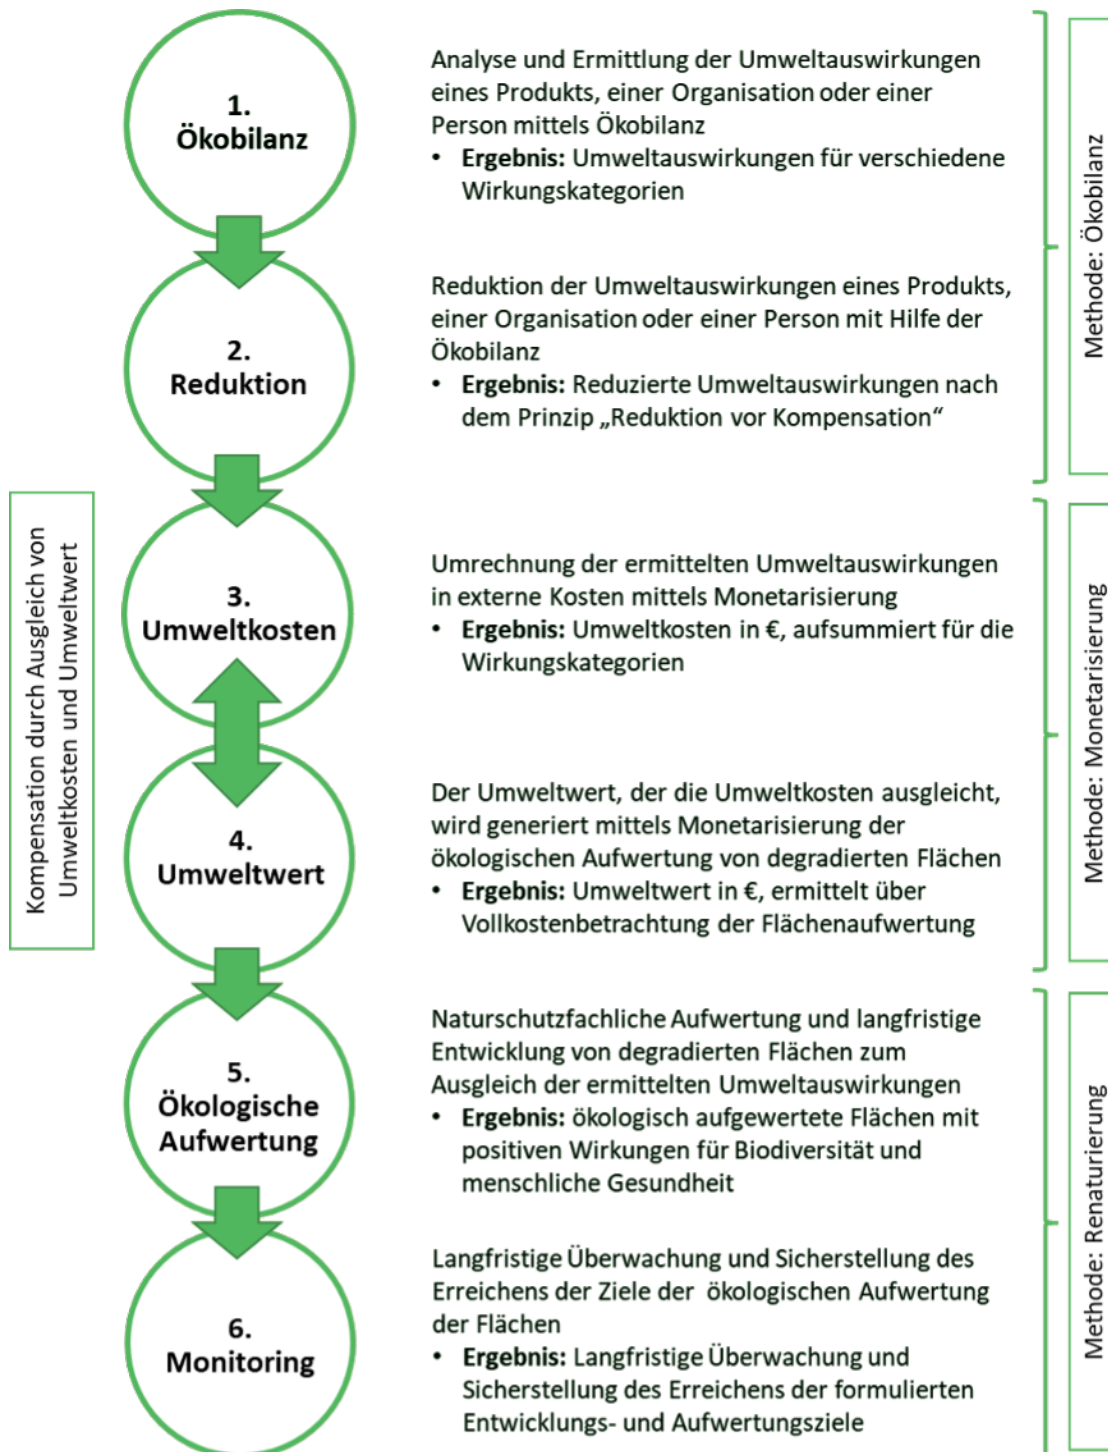 1.
Ökobilanz
Analyse und Ermittlung der Umweltauswirkungen
eines Produkts, einer Organisation oder einer
Person mittels Ökobilanz
• Ergebnis: Umweltauswirkungen für verschiedene
Wirkungskategorien
2.
Reduktion
Reduktion der Umweltauswirkungen eines Produkts,
einer Organisation oder einer Person mit Hilfe der
Ökobilanz
• Ergebnis: Reduzierte Umweltauswirkungen nach
dem Prinzip „Reduktion vor Kompensation“
Methode: Ökobilanz
Kompensation durch Ausgleich von
Umweltkosten und Umweltwert
3.
Umweltkosten
Umrechnung der ermittelten Umweltauswirkungen
in externe Kosten mittels Monetarisierung
• Ergebnis: Umweltkosten in €, aufsummiert für die
Wirkungskategorien
4.
Umweltwert
Der Umweltwert, der die Umweltkosten ausgleicht,
wird generiert mittels Monetarisierung der
ökologischen Aufwertung von degradierten Flächen
• Ergebnis: Umweltwert in €, ermittelt über
Vollkostenbetrachtung der Flächenaufwertung
Methode: Monetarisierung
5.
Ökologische
Aufwertung
Naturschutzfachliche Aufwertung und langfristige
Entwicklung von degradierten Flächen zum
Ausgleich der ermittelten Umweltauswirkungen
• Ergebnis: ökologisch aufgewertete Flächen mit
positiven Wirkungen für Biodiversität und
menschliche Gesundheit
6.
Monitoring
Langfristige Überwachung und Sicherstellung des
Erreichens der Ziele der ökologischen Aufwertung
der Flächen
• Ergebnis: Langfristige Überwachung und
Sicherstellung des Erreichens der formulierten
Entwicklungs- und Aufwertungsziele
Methode: Renaturierung